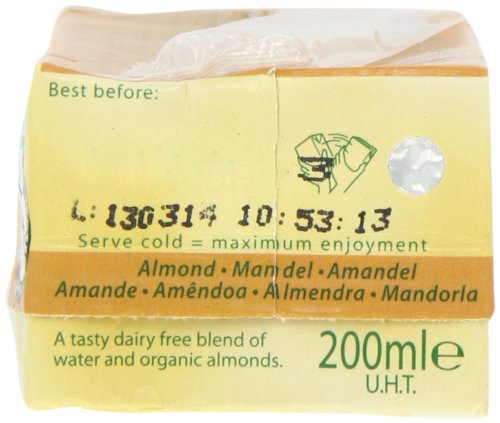 Best before:
3
L: 130314 10:53:13
Serve cold = maximum enjoyment
Almond • Mandel • Amandel
Amande • Amêndoa • Almendra • Mandorla
A tasty dairy free blend of
water and organic almonds.
200ml℮
U.H.T.